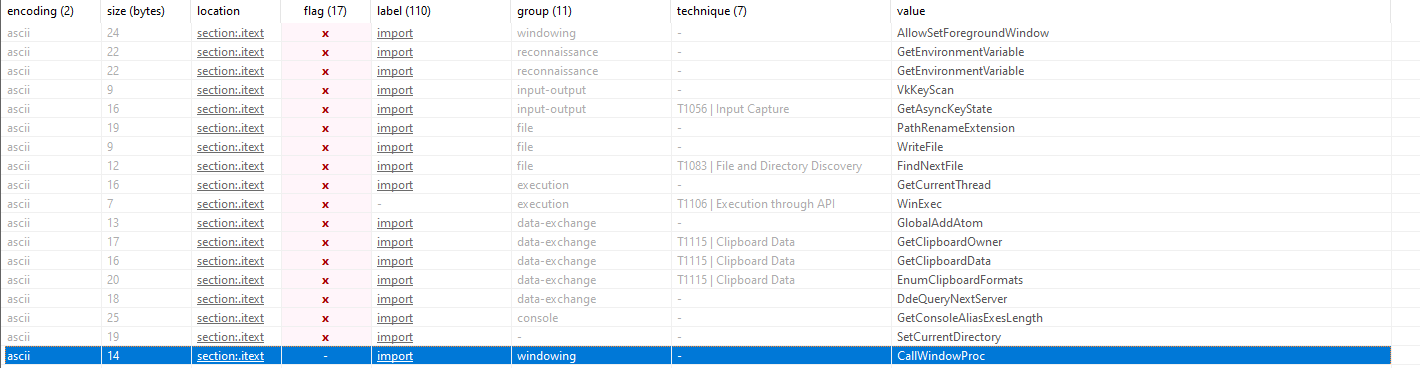 encoding (2) size (bytes) location flag (17) label (110) group (11) technique (7) value
ascii 24 section:.itext x import windowing - AllowSetForegroundWindow
ascii 22 section:.itext x import reconnaissance - GetEnvironmentVariable
ascii 22 section:.itext x import reconnaissance - GetEnvironmentVariable
ascii 9 section:.itext x import input-output - VkKeyScan
ascii 16 section:.itext x import input-output T1056 | Input Capture GetAsyncKeyState
ascii 19 section:.itext x import file - PathRenameExtension
ascii 9 section:.itext x import file - WriteFile
ascii 12 section:.itext x import file T1083 | File and Directory Discovery FindNextFile
ascii 16 section:.itext x import execution - GetCurrentThread
ascii 7 section:.itext x - execution T1106 | Execution through API WinExec
ascii 13 section:.itext x import data-exchange - GlobalAddAtom
ascii 17 section:.itext x import data-exchange T1115 | Clipboard Data GetClipboardOwner
ascii 16 section:.itext x import data-exchange T1115 | Clipboard Data GetClipboardData
ascii 20 section:.itext x import data-exchange T1115 | Clipboard Data EnumClipboardFormats
ascii 18 section:.itext x import data-exchange - DdeQueryNextServer
ascii 25 section:.itext x import console - GetConsoleAliasExesLength
ascii 19 section:.itext x import - - SetCurrentDirectory
ascii 14 section:.itext - import windowing - CallWindowProc